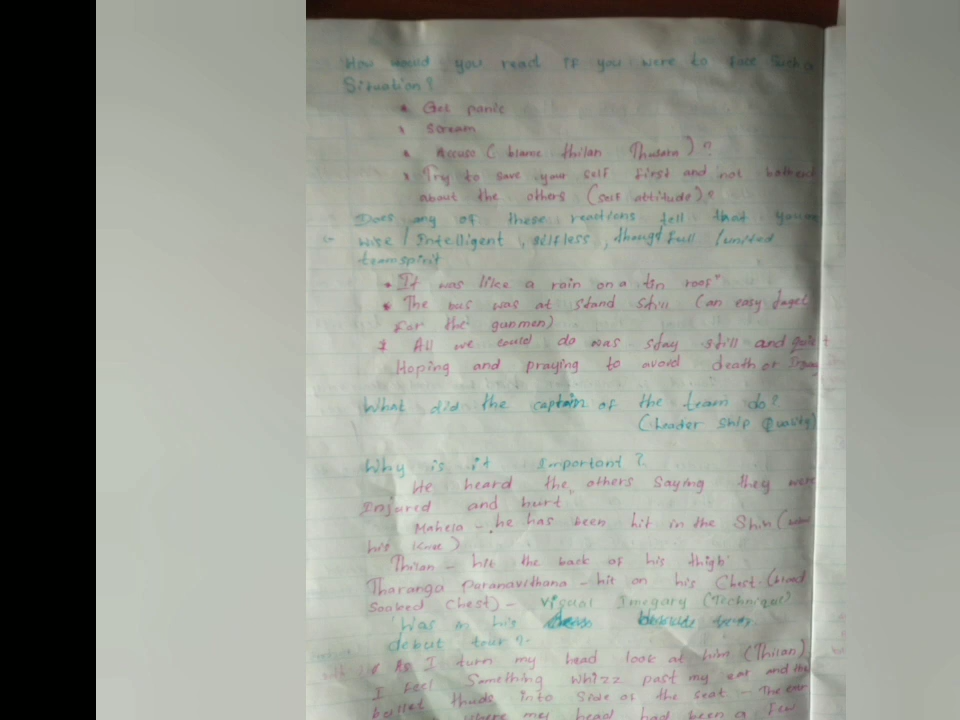 How would you react If you were to face such a
Situation?
* Get panic
* Scream
* Accuse ( blame thilan Thusara) ?
* Try to save your self first and not bothered
about the others (self attitude)?
Does any of these reactions tell that you are
wise / Intelligent , selfless , thougtfull / united
teamspirit
* It was like a rain on a tin roof"
* The bus was at stand still (an easy taget
for the gunmen)
* All we could do was stay still and quiet
Hoping and praying to avoid death or
What did the captain of the team do?
(Leader Ship Quality)
Why is it important ?
He heard the others saying they were
Injured and hurt
Mahela - he has been hit in the Shin (
his knee )
Thilan - hit the back of his thigh
Tharanga Paranavidhana - hit on his Chest (blood
Soaked Chest) - Visual Imegary (Technique)
Was in his
debut tour ?
* As I turn my head look at him (Thilan)
I feel Something whizz past my ear and the
bullet thuds into side of the seat - The
where my head had been a few